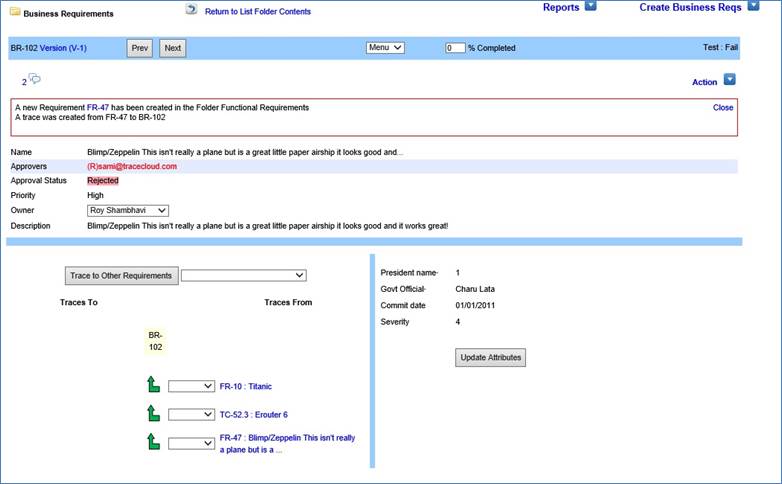 Business Requirements
Return to List Folder Contents
Reports
Create Business Reqs
BR-102 Version (V-1)
Prev
Next
Menu
0 % Completed
Test : Fail
2
Action
A new Requirement FR-47 has been created in the Folder Functional Requirements
Close
A trace was created from FR-47 to BR-102
Name Blimp/Zeppelin This isn't really a plane but is a great little paper airship it looks good and...
Approvers (R)sami@tracecloud.com
Approval Status Rejected
Priority High
Owner Roy Shambhavi
Description Blimp/Zeppelin This isn't really a plane but is a great little paper airship it looks good and it works great!
Trace to Other Requirements
Traces To Traces From
BR-
102
FR-10 : Titanic
TC-52.3 : Erouter 6
FR-47 : Blimp/Zeppelin This isn't really
a plane but is a ...
President name· 1
Govt Official· Charu Lata
Commit date 01/01/2011
Severity 4
Update Attributes